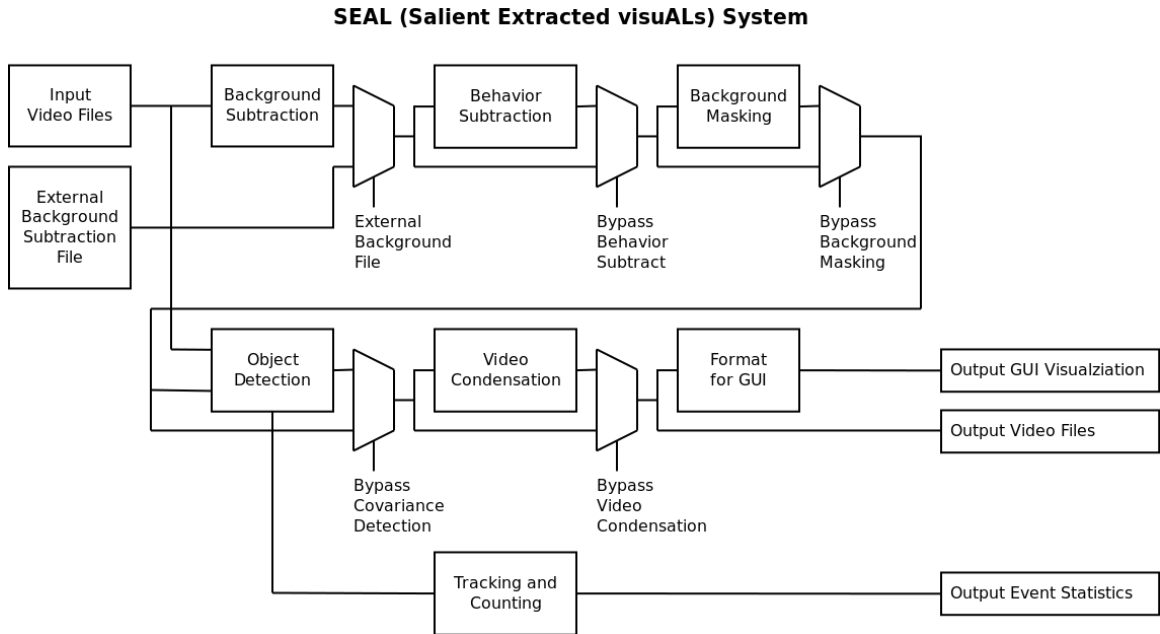 SEAL (Salient Extracted visuALs) System
Input
Video Files
Background
Subtraction
Behavior
Subtraction
Background
Masking
External
Background
Subtraction
File
External
Background
File
Bypass
Behavior
Subtract
Bypass
Background
Masking
Object
Detection
Video
Condensation
Format
for GUI
Output GUI Visualziation
Output Video Files
Bypass
Covariance
Detection
Bypass
Video
Condensation
Tracking and
Counting
Output Event Statistics